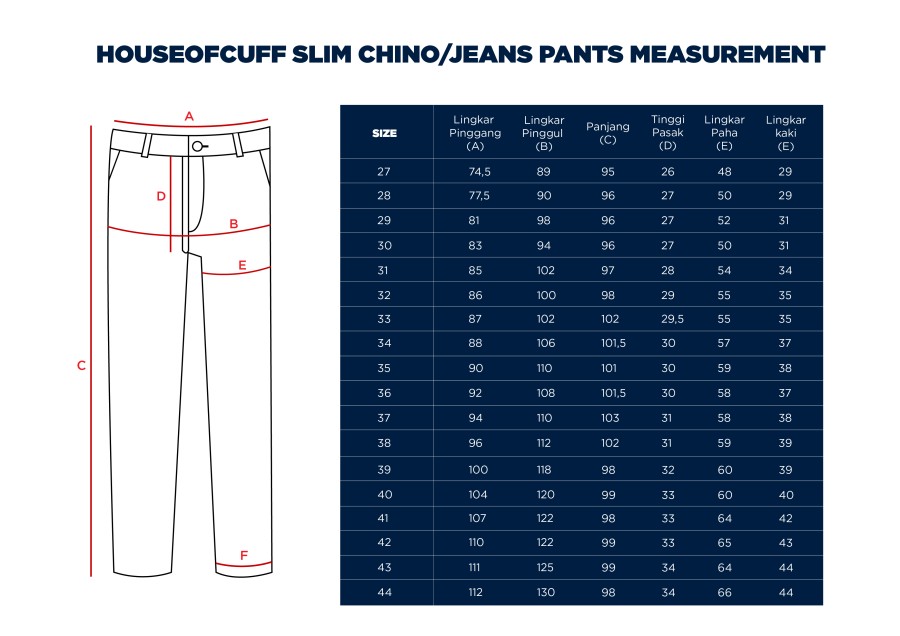 HOUSEOFCUFF SLIM CHINO/JEANS PANTS MEASUREMENT
A
D
B
E
C
F
SIZE Lingkar Pinggang (A) Lingkar Pinggul (B) Panjang (C) Tinggi Pasak (D) Lingkar Paha (E) Lingkar kaki (E)
27 74,5 89 95 26 48 29
28 77,5 90 96 27 50 29
29 81 98 96 27 52 31
30 83 94 96 27 50 31
31 85 102 97 28 54 34
32 86 100 98 29 55 35
33 87 102 102 29,5 55 35
34 88 106 101,5 30 57 37
35 90 110 101 30 59 38
36 92 108 101,5 30 58 37
37 94 110 103 31 58 38
38 96 112 102 31 59 39
39 100 118 98 32 60 39
40 104 120 99 33 60 40
41 107 122 98 33 64 42
42 110 122 99 33 65 43
43 111 125 99 34 64 44
44 112 130 98 34 66 44